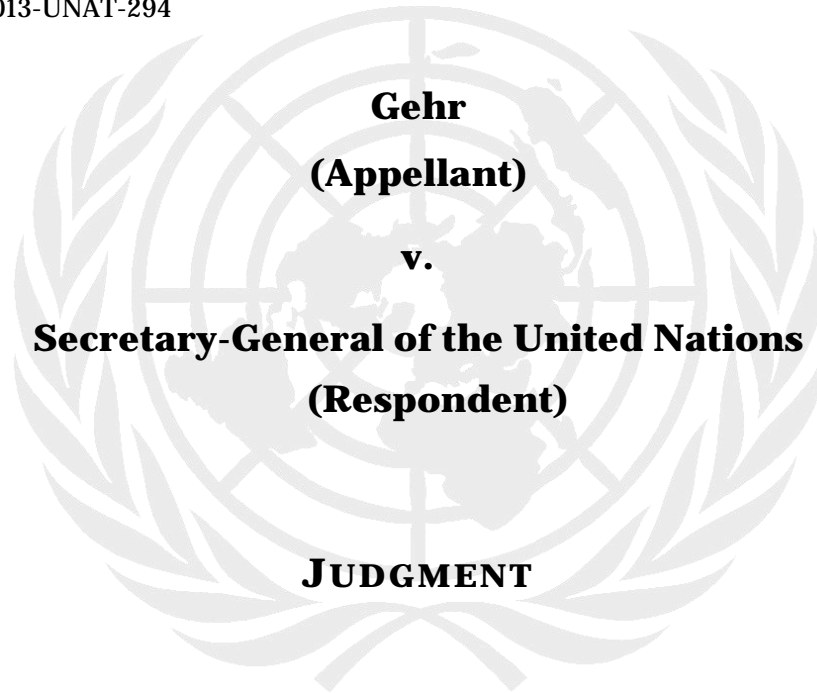 013-UNAT-294
Gehr
(Appellant)
v.
Secretary-General of the United Nations
(Respondent)
JUDGMENT